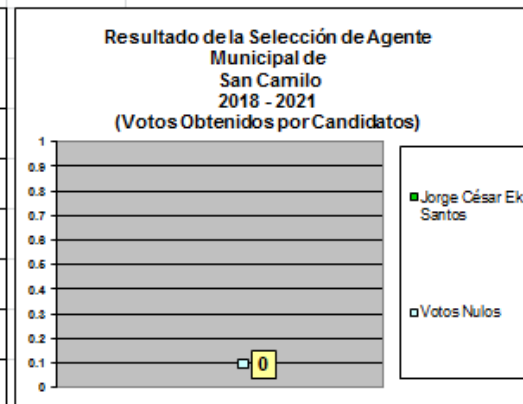 Resultado de la Selección de Agente
Municipal de
San Camilo
2018 - 2021
(Votos Obtenidos por Candidatos)
1
0.9
0.8
0.7
0.6
0.5
0.4
0.3
0.2
0.1
0
0
Jorge César Ek
Santos
Votos Nulos